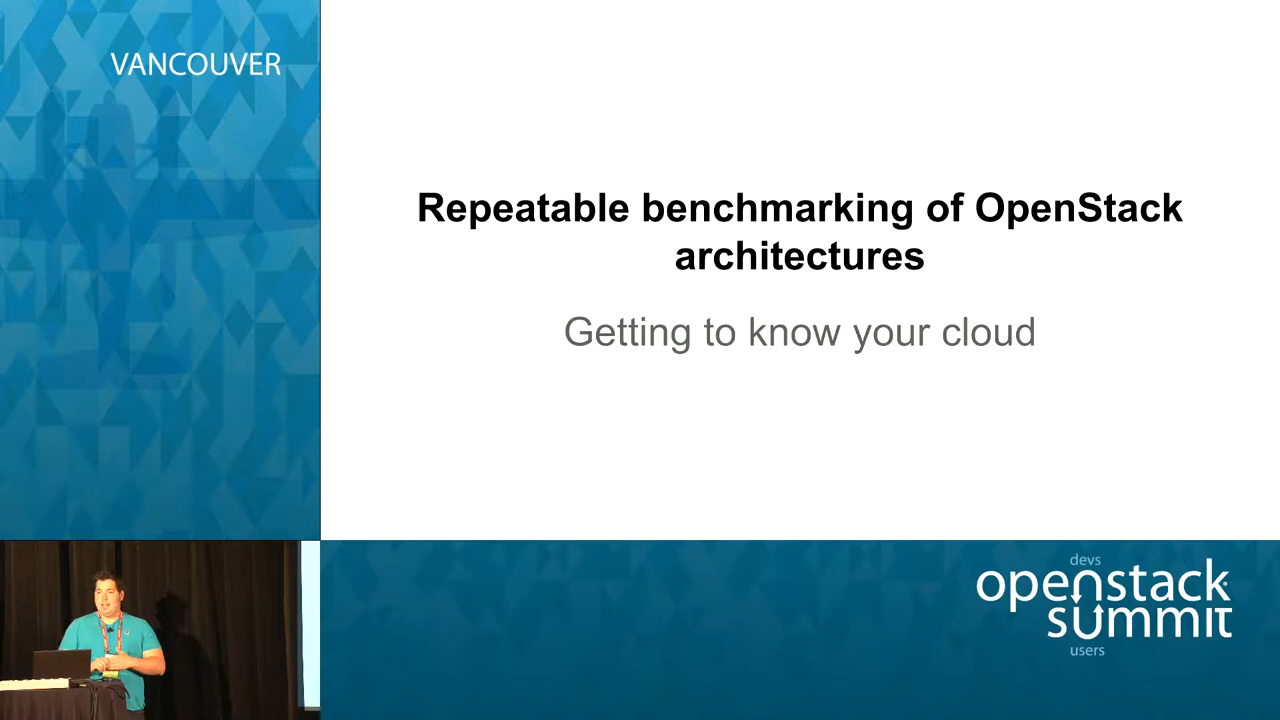 VANCOUVER
Repeatable benchmarking of OpenStack
architectures
Getting to know your cloud
devs
openstack
summit
users